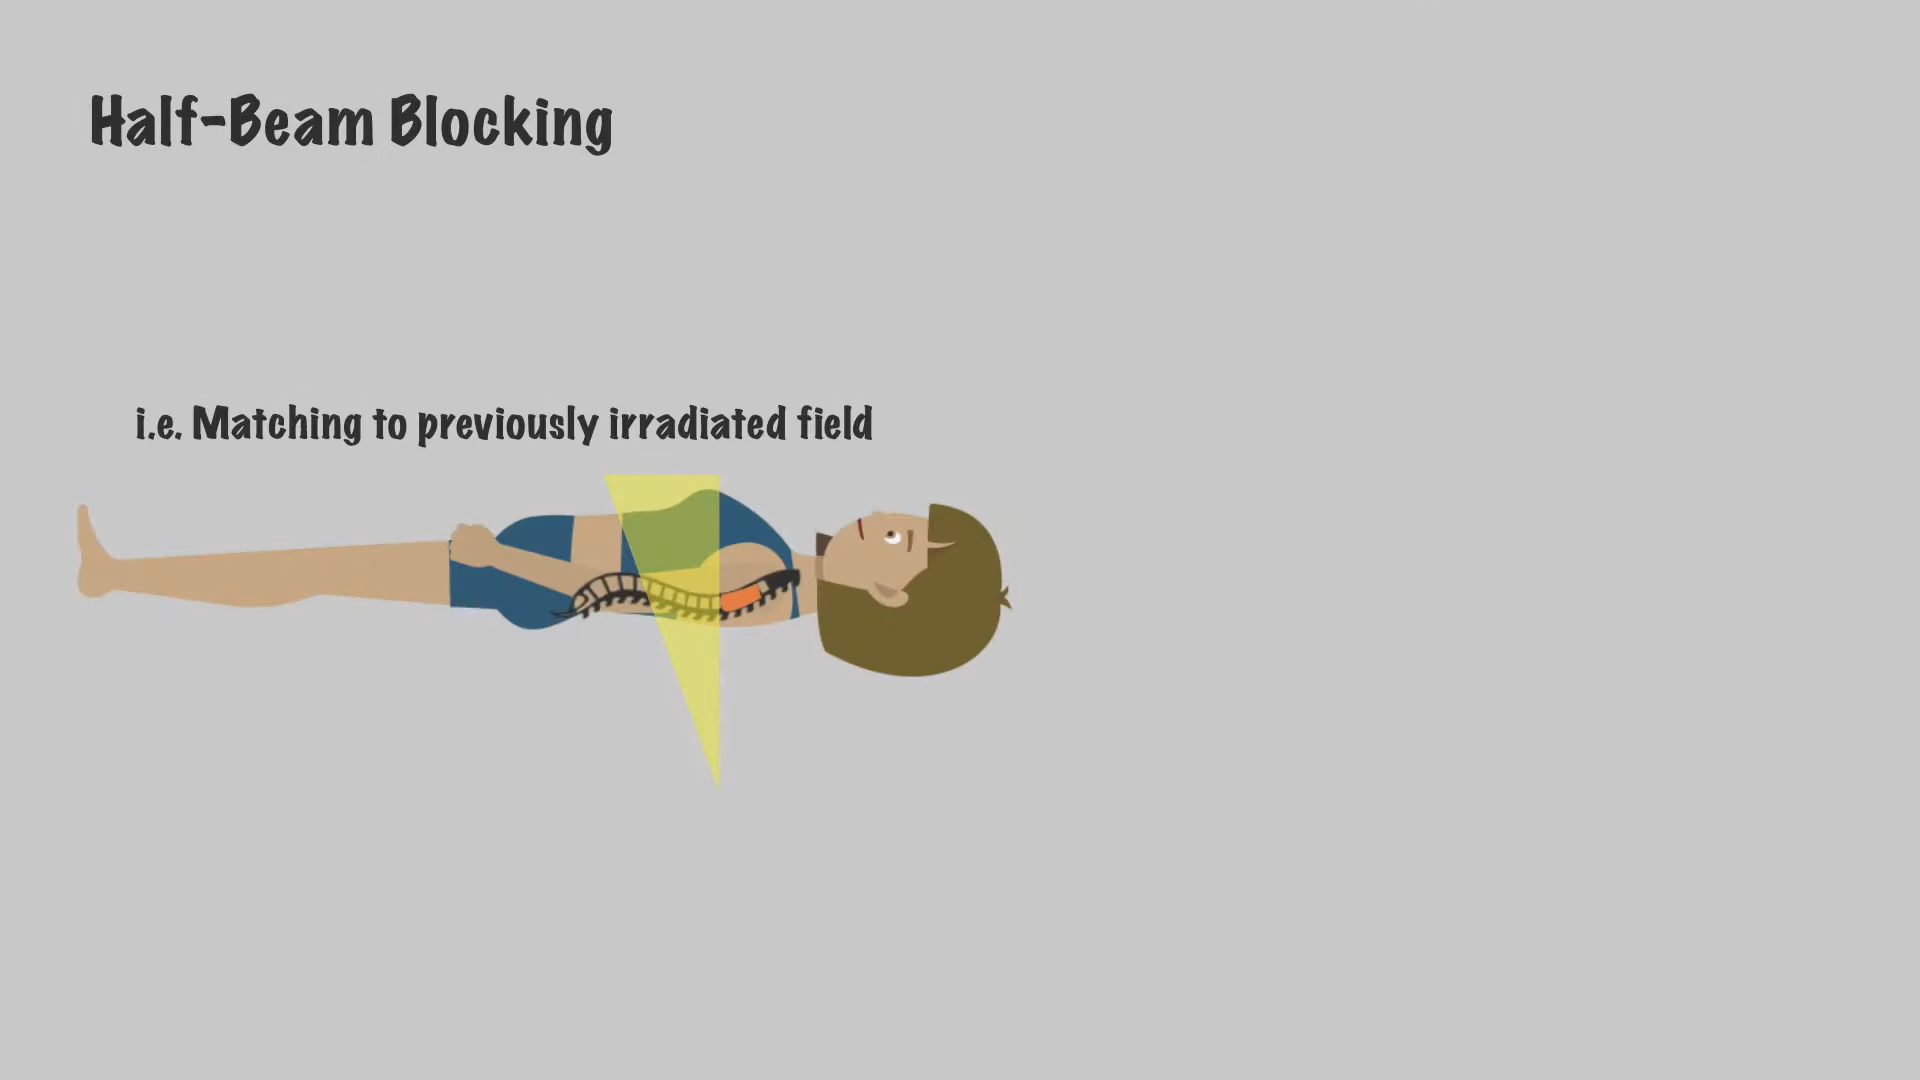 Half-Beam Blocking
i.e. Matching to previously irradiated field